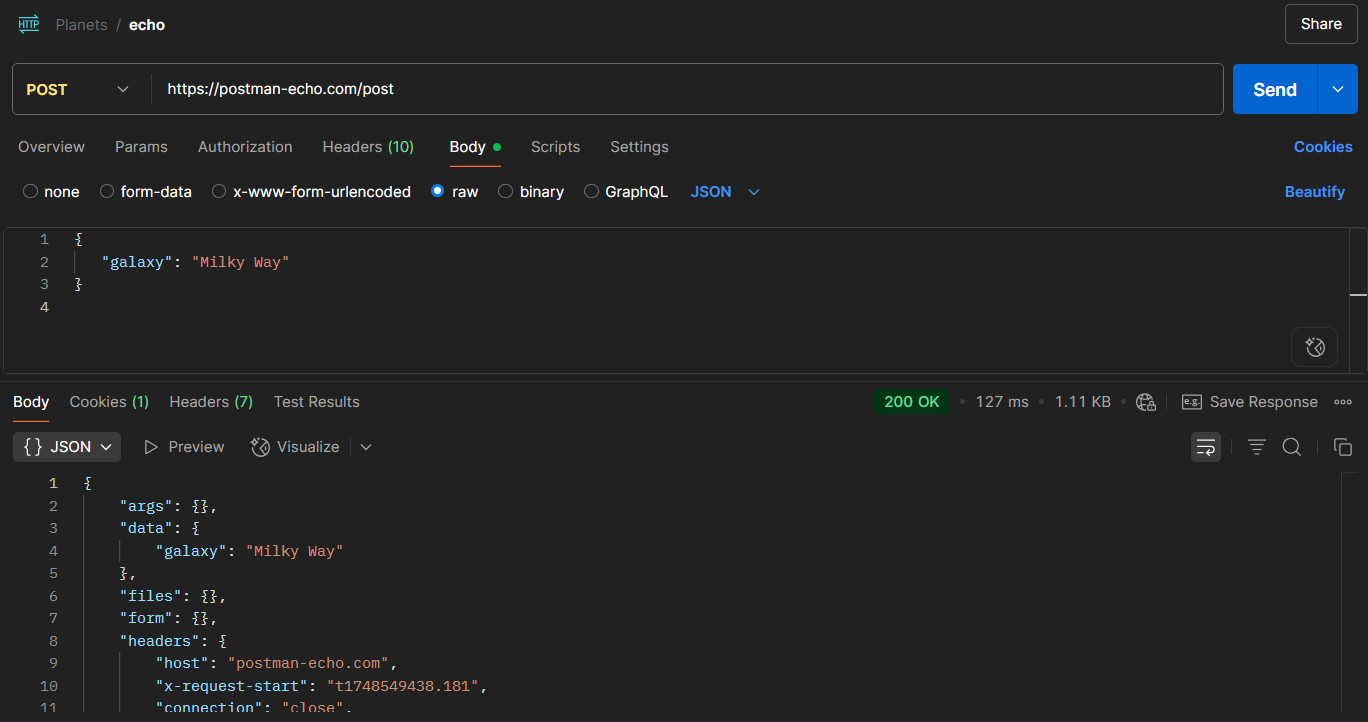 HTTP Planets / echo Share
POST https://postman-echo.com/post Send
Overview Params Authorization Headers (10) Body Scripts Settings Cookies
none form-data x-www-form-urlencoded raw binary GraphQL JSON Beautify
1 {
2 "galaxy": "Milky Way"
3 }
4
Body Cookies (1) Headers (7) Test Results 200 OK • 127 ms • 1.11 KB • e.g. Save Response
{} JSON Preview Visualize
1 {
2 "args": {},
3 "data": {
4 "galaxy": "Milky Way"
5 },
6 "files": {},
7 "form": {},
8 "headers": {
9 "host": "postman-echo.com",
10 "x-request-start": "t1748549438.181",
11 "connection": "close",